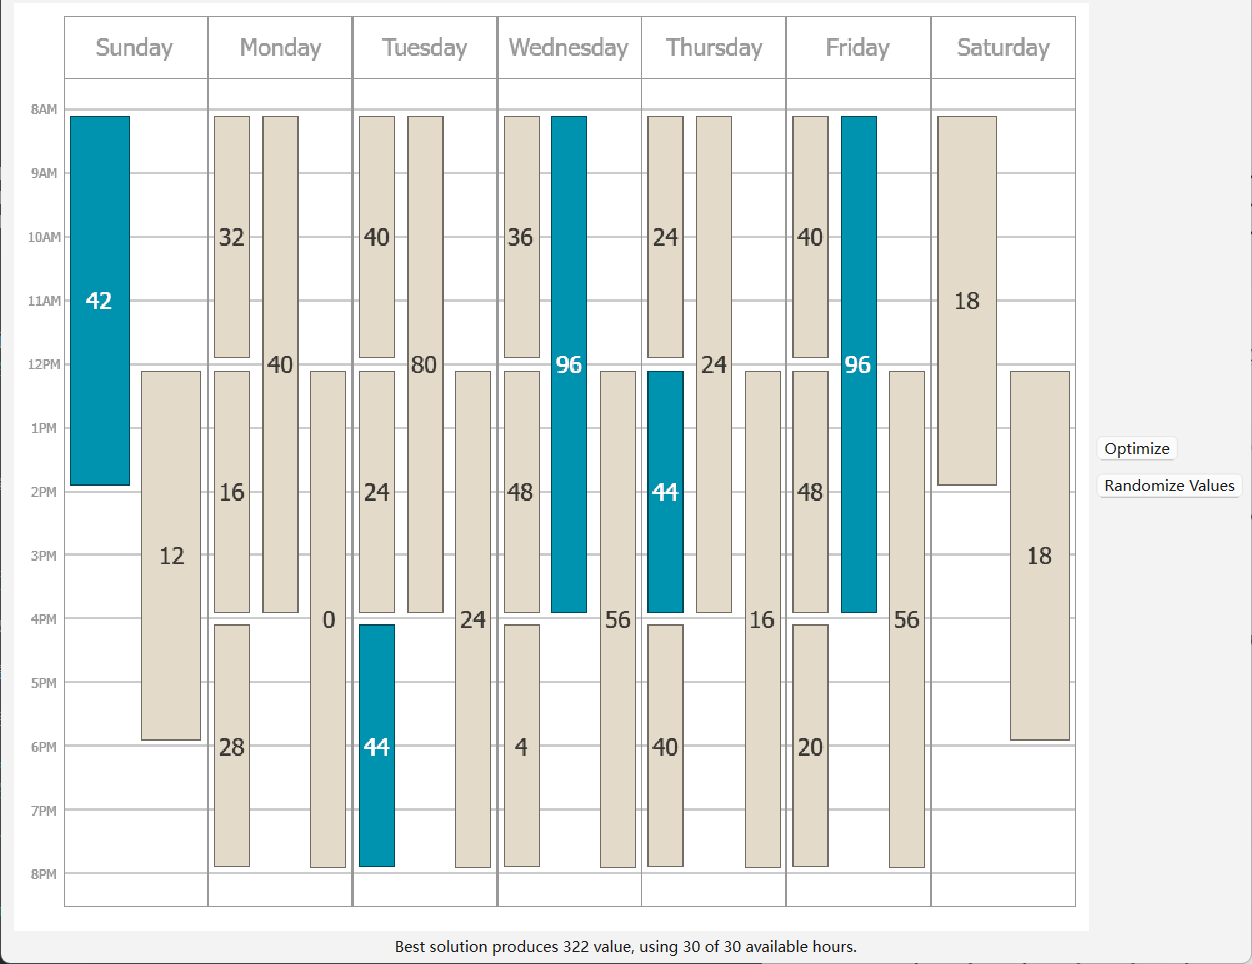 Sunday Monday Tuesday Wednesday Thursday Friday Saturday
8AM
9AM
10AM 32 40 36 24 40
11AM 42 18
12PM 40 80 96 24 96
1PM
2PM 16 24 48 44 48
3PM 12 18
4PM 0 24 56 16 56
5PM
6PM 28 44 4 40 20
7PM
8PM
Optimize
Randomize Values
Best solution produces 322 value, using 30 of 30 available hours.